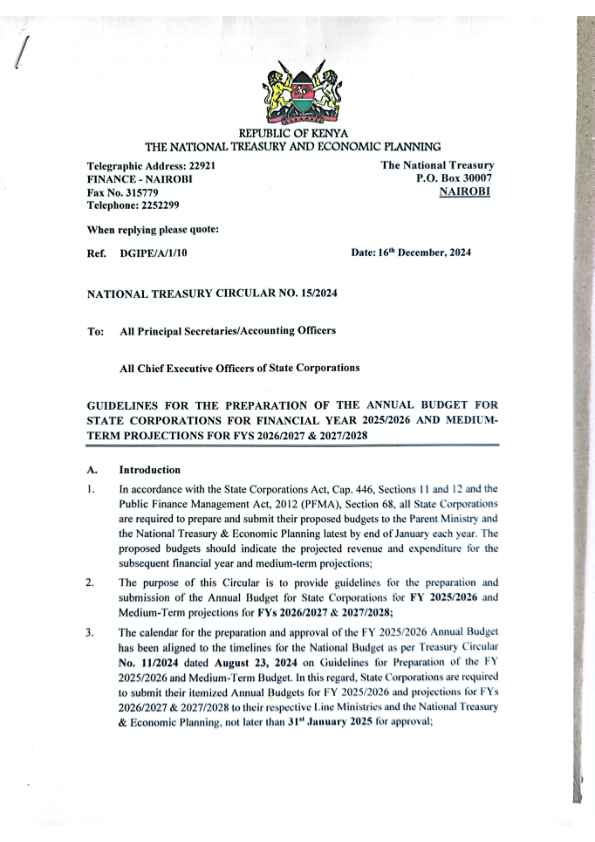 REPUBLIC OF KENYA
THE NATIONAL TREASURY AND ECONOMIC PLANNING
Telegraphic Address: 22921
FINANCE - NAIROBI
Fax No. 315779
Telephone: 2252299
The National Treasury
P.O. Box 30007
NAIROBI
When replying please quote:
Ref. DGIPE/A/1/10
Date: 16th December, 2024
NATIONAL TREASURY CIRCULAR NO. 15/2024
To: All Principal Secretaries/Accounting Officers
All Chief Executive Officers of State Corporations
GUIDELINES FOR THE PREPARATION OF THE ANNUAL BUDGET FOR
STATE CORPORATIONS FOR FINANCIAL YEAR 2025/2026 AND MEDIUM-
TERM PROJECTIONS FOR FYS 2026/2027 & 2027/2028
A. Introduction
1. In accordance with the State Corporations Act, Cap. 446, Sections 11 and 12 and the
Public Finance Management Act, 2012 (PFMA), Section 68, all State Corporations
are required to prepare and submit their proposed budgets to the Parent Ministry and
the National Treasury & Economic Planning latest by end of January each year. The
proposed budgets should indicate the projected revenue and expenditure for the
subsequent financial year and medium-term projections;
2. The purpose of this Circular is to provide guidelines for the preparation and
submission of the Annual Budget for State Corporations for FY 2025/2026 and
Medium-Term projections for FYs 2026/2027 & 2027/2028;
3. The calendar for the preparation and approval of the FY 2025/2026 Annual Budget
has been aligned to the timelines for the National Budget as per Treasury Circular
No. 11/2024 dated August 23, 2024 on Guidelines for Preparation of the FY
2025/2026 and Medium-Term Budget. In this regard, State Corporations are required
to submit their itemized Annual Budgets for FY 2025/2026 and projections for FYs
2026/2027 & 2027/2028 to their respective Line Ministries and the National Treasury
& Economic Planning, not later than 31st January 2025 for approval;